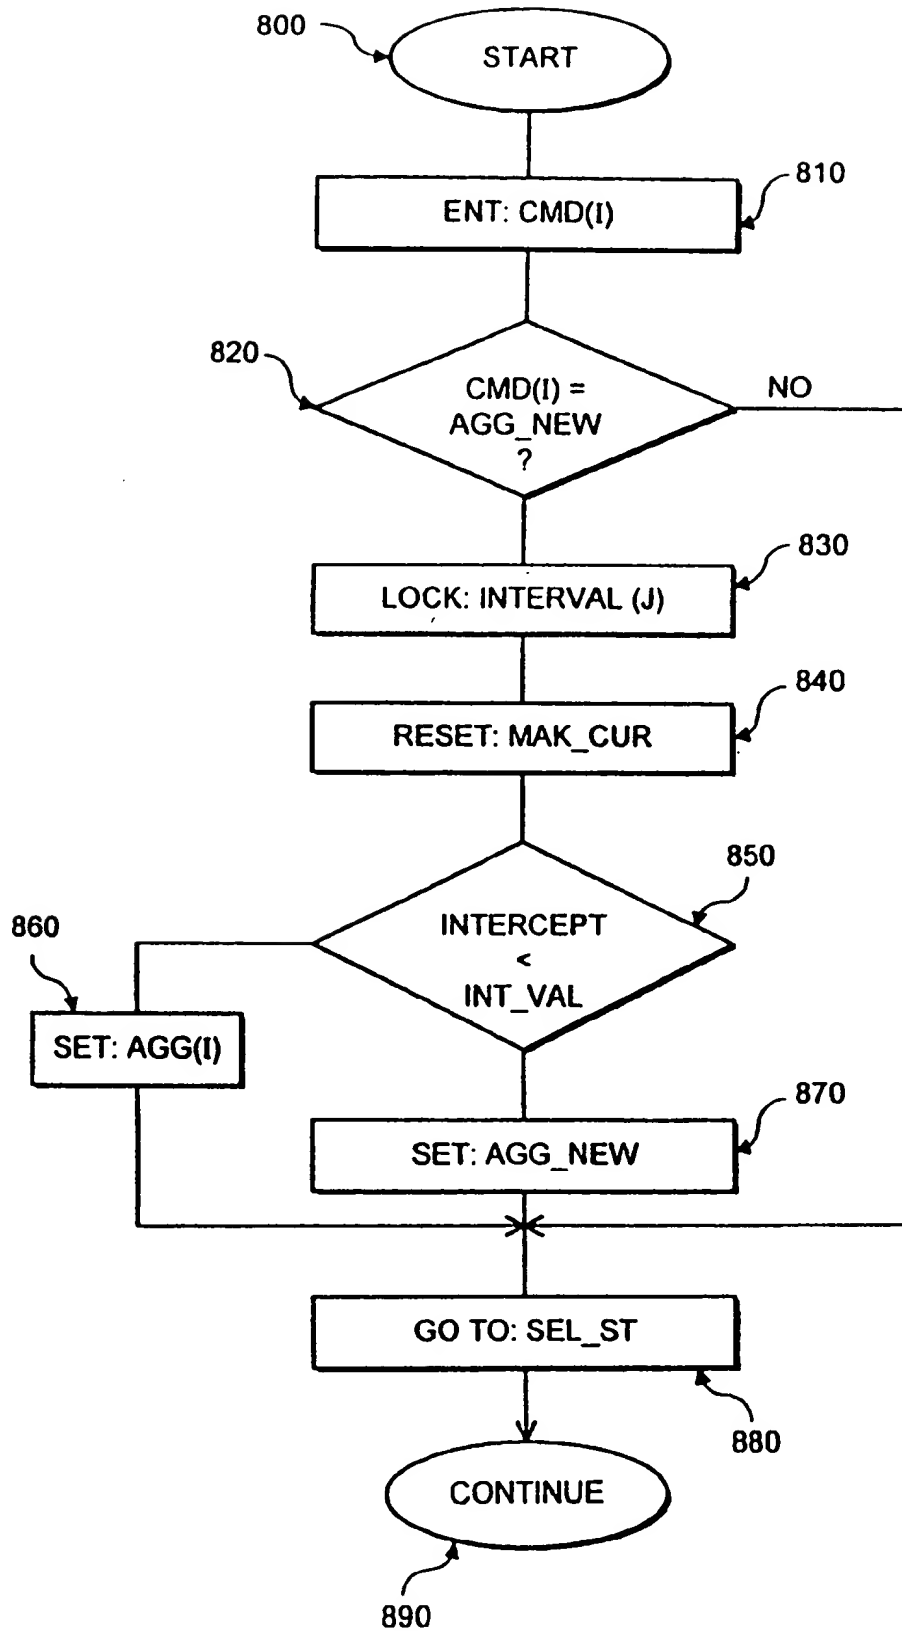 800
START
810
ENT: CMD(I)
820
CMD(I) =
AGG_NEW
?
NO
830
LOCK: INTERVAL (J)
840
RESET: MAK_CUR
850
INTERCEPT
<
INT_VAL
860
SET: AGG(I)
870
SET: AGG_NEW
GO TO: SEL_ST
880
CONTINUE
890